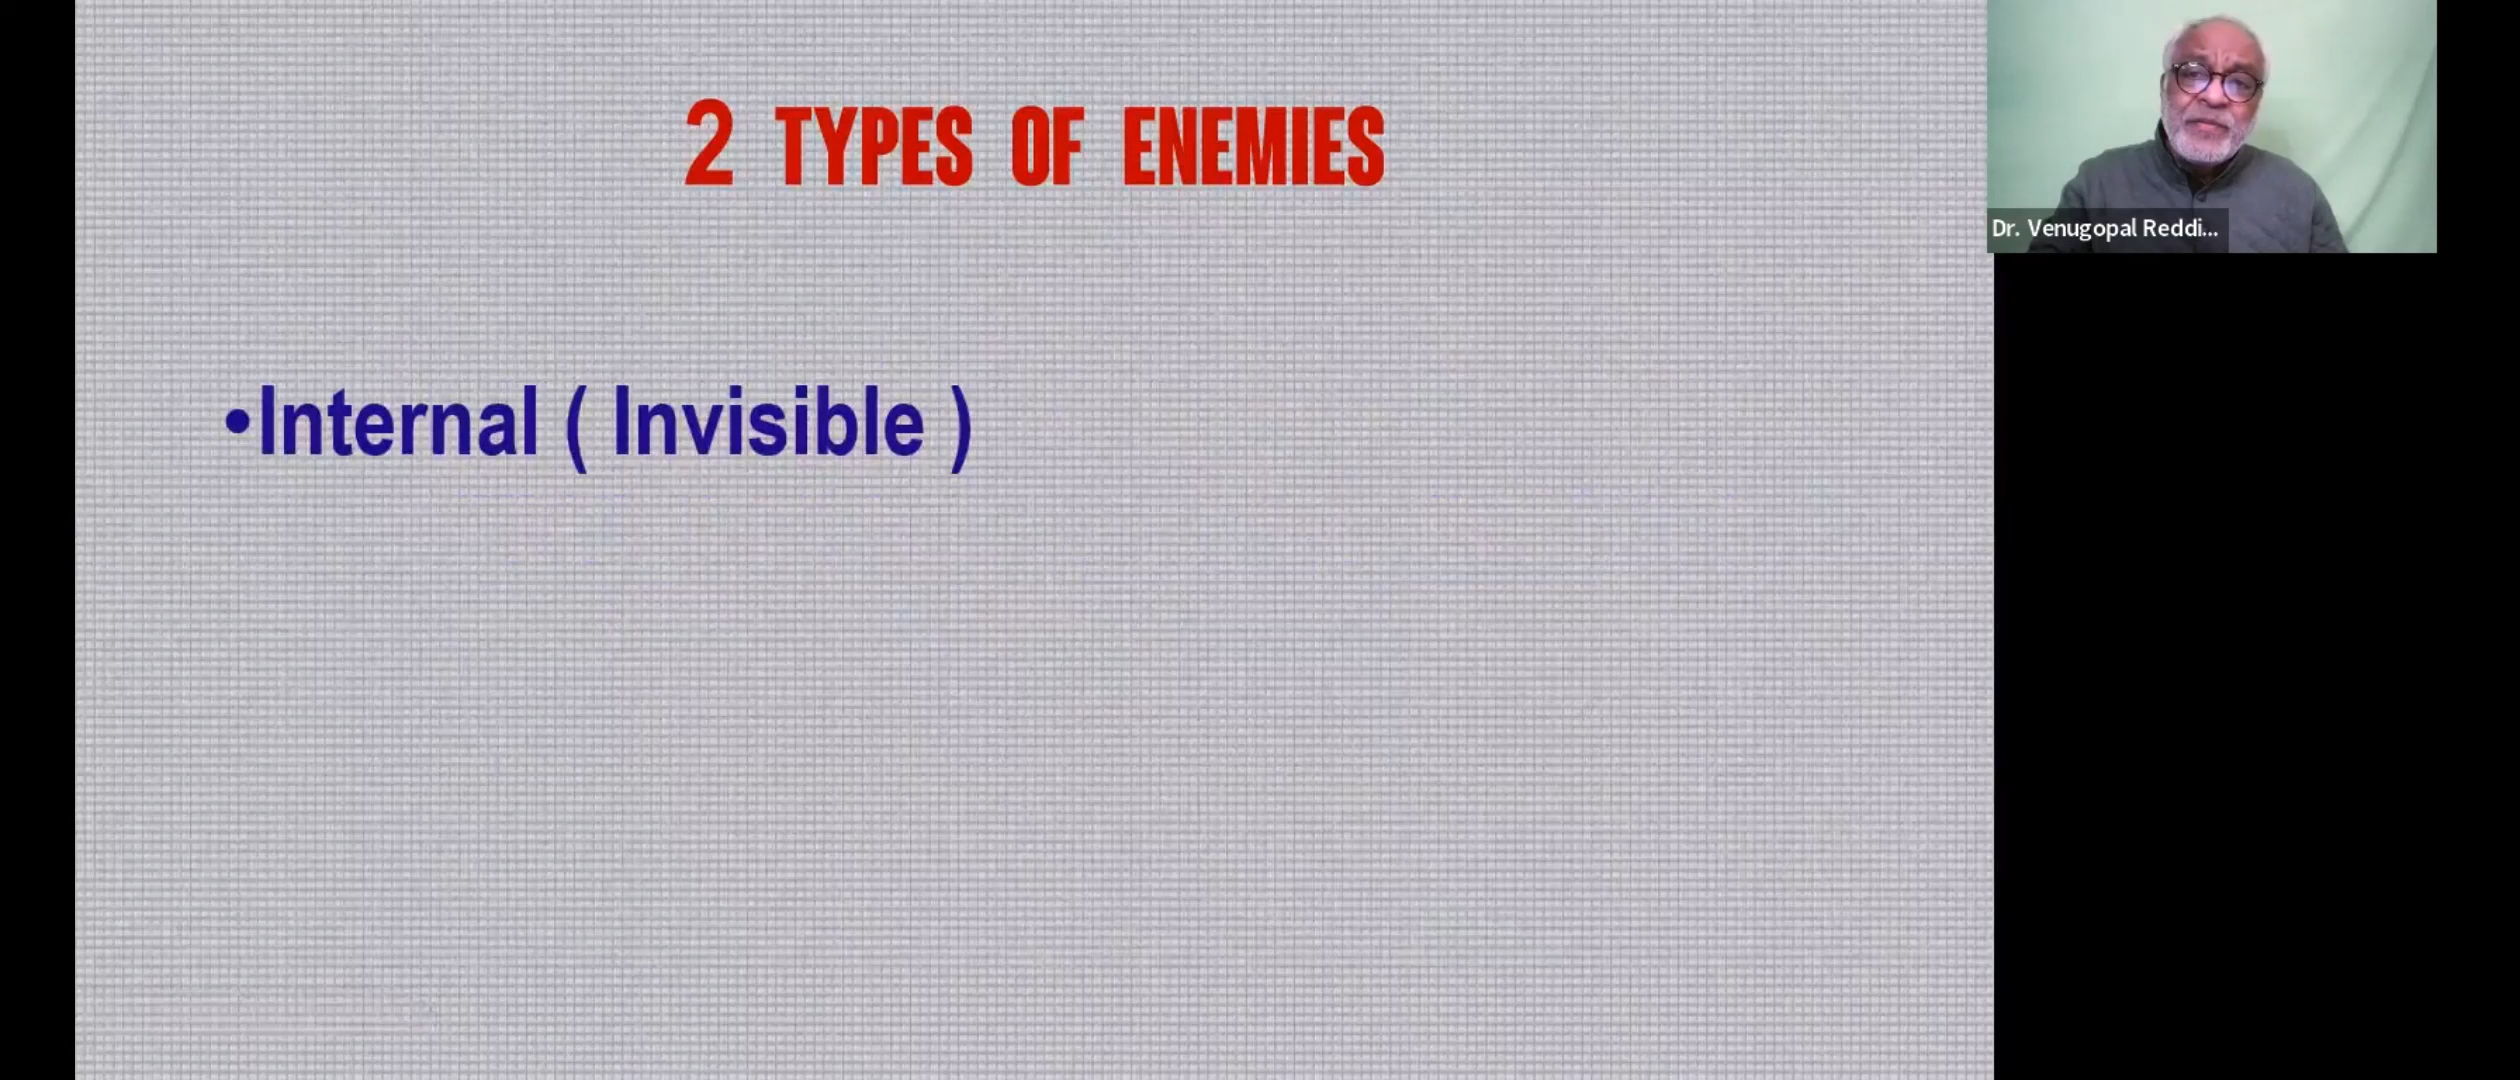 2 TYPES OF ENEMIES
•Internal ( Invisible )
Dr. Venugopal Reddi...